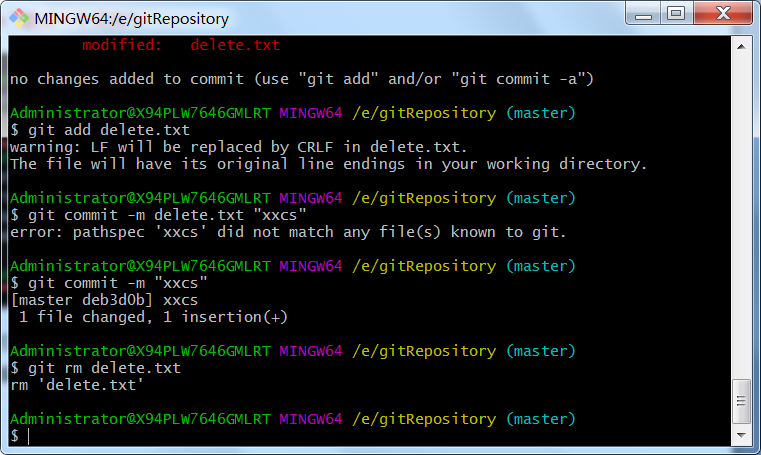 MINGW64:/e/gitRepository
modified:   delete.txt
no changes added to commit (use "git add" and/or "git commit -a")
Administrator@X94PLW7646GMLRT MINGW64 /e/gitRepository (master)
$ git add delete.txt
warning: LF will be replaced by CRLF in delete.txt.
The file will have its original line endings in your working directory.
Administrator@X94PLW7646GMLRT MINGW64 /e/gitRepository (master)
$ git commit -m delete.txt "xxcs"
error: pathspec 'xxcs' did not match any file(s) known to git.
Administrator@X94PLW7646GMLRT MINGW64 /e/gitRepository (master)
$ git commit -m "xxcs"
[master deb3d0b] xxcs
 1 file changed, 1 insertion(+)
Administrator@X94PLW7646GMLRT MINGW64 /e/gitRepository (master)
$ git rm delete.txt
rm 'delete.txt'
Administrator@X94PLW7646GMLRT MINGW64 /e/gitRepository (master)
$